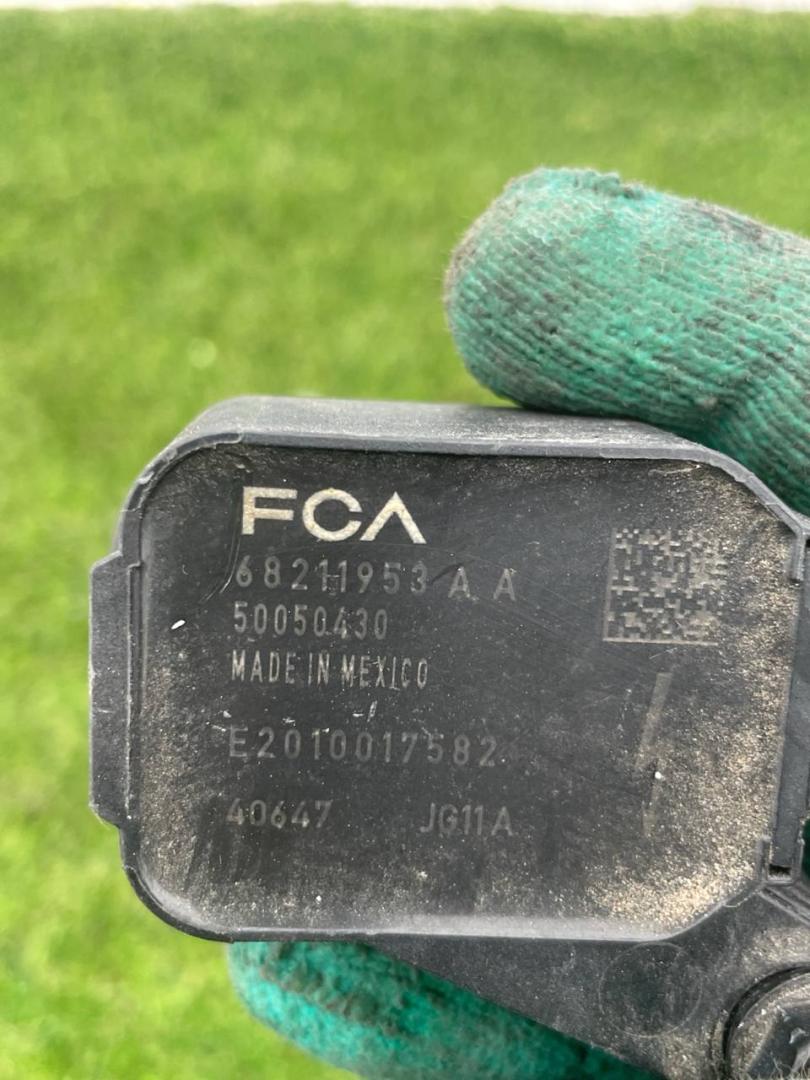 FCA
68211953 A A
50050430
MADE IN MEXICO
E2010017582
40647 JG11A